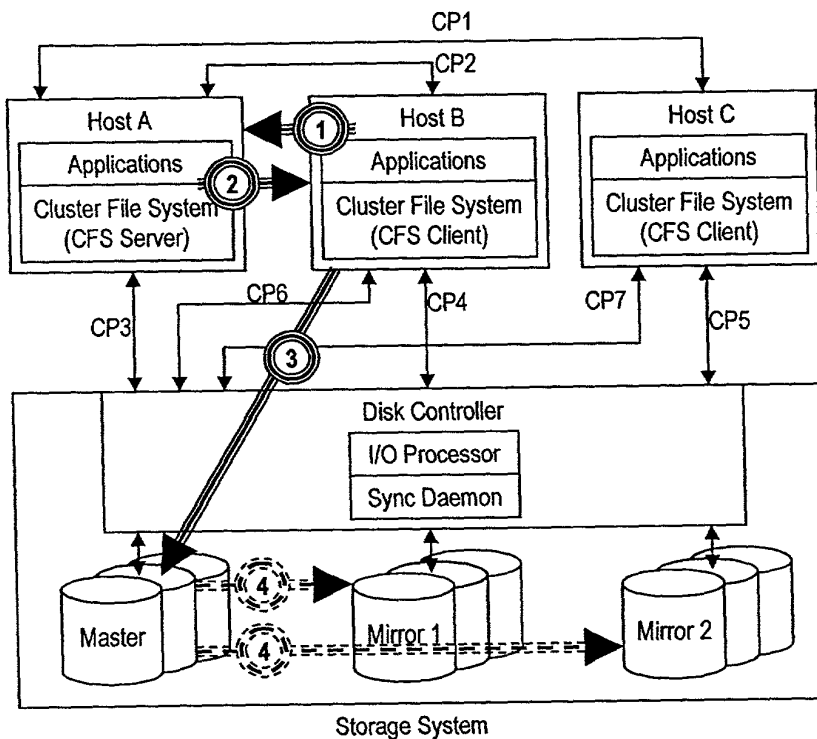 CP1
CP2
Host A
Host B
Host C
1
Applications
Applications
Applications
2
Cluster File System
(CFS Server)
Cluster File System
(CFS Client)
Cluster File System
(CFS Client)
CP3
CP6
CP4
CP7
CP5
3
Disk Controller
I/O Processor
Sync Daemon
4
Master
Mirror 1
Mirror 2
4
Storage System